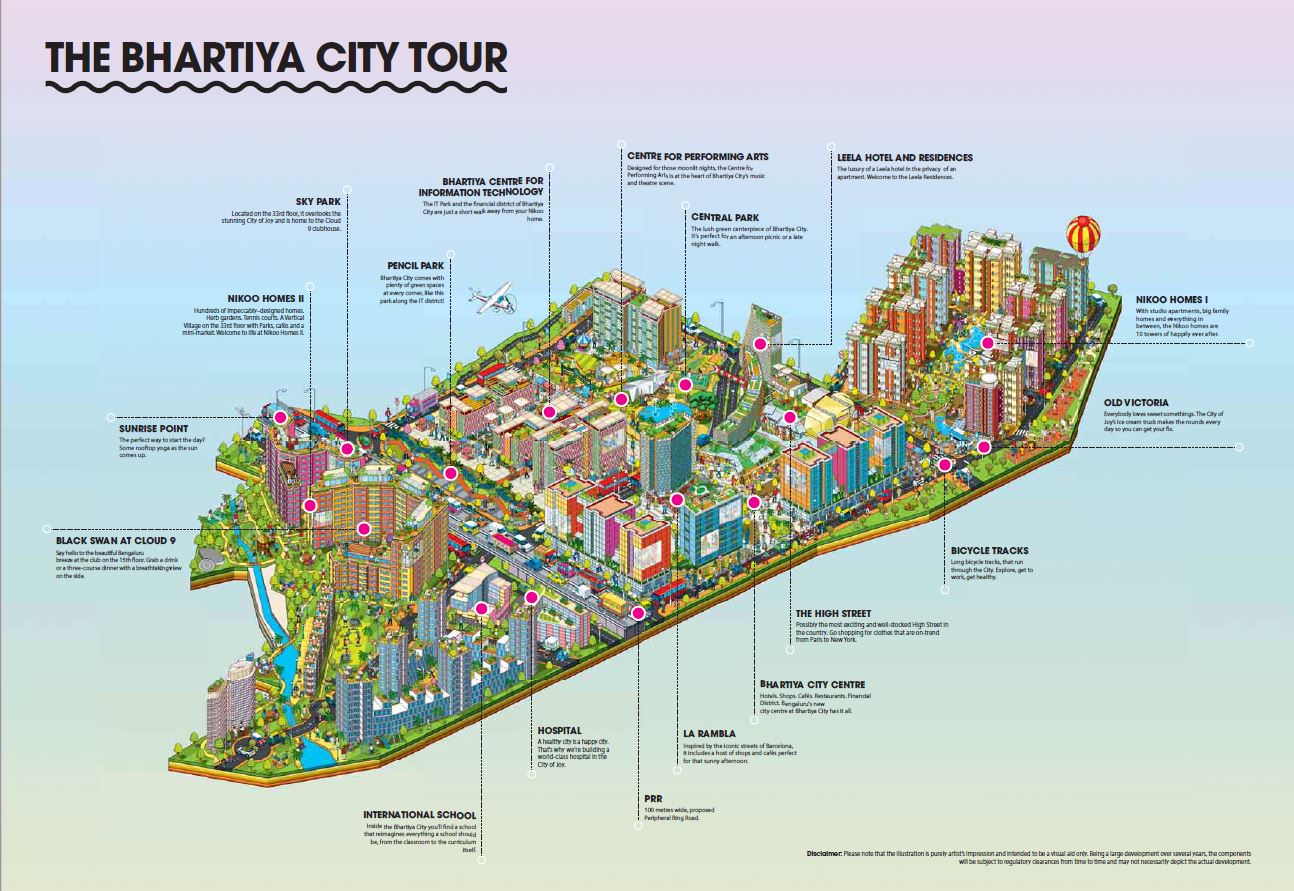 THE BHARTIYA CITY TOUR
CENTRE FOR PERFORMING ARTS
Designed for those moonlit nights, the Centre for
Performing Arts is at the heart of Bhartiya City's music
and theatre scene.
LEELA HOTEL AND RESIDENCES
The luxury of a Leela hotel in the privacy of an
apartment. Welcome to the Leela Residences.
BHARTIYA CENTRE FOR
INFORMATION TECHNOLOGY
The IT Park and the financial district of Bhartiya
City are just a short walk away from your Nikoo
home.
SKY PARK
Located on the 33rd floor, it overlooks the
stunning City of Joy and is home to the Cloud
9 clubhouse.
CENTRAL PARK
The lush green centerpiece of Bhartiya City.
It's perfect for an afternoon picnic or a late
night walk.
PENCIL PARK
Bhartiya City comes with
plenty of green spaces
at every corner, like this
park along the IT district!
NIKOO HOMES II
Hundreds of impeccably-designed homes.
Herb gardens. Tennis courts. A Vertical
Village on the 33rd floor with Parks, cafés and a
mini-market. Welcome to life at Nikoo Homes II.
NIKOO HOMES I
With studio apartments, big family
homes and everything in
between, the Nikoo homes are
10 towers of happily ever after.
OLD VICTORIA
Everybody loves sweet somethings. The City of
Joy's ice cream truck makes the rounds every
day so you can get your fix.
SUNRISE POINT
The perfect way to start the day?
Some rooftop yoga as the sun
comes up.
BLACK SWAN AT CLOUD 9
Say hello to the beautiful Bengaluru
breeze at the club on the 15th floor. Grab a drink
or a three-course dinner with a breathtaking view
on the side.
BICYCLE TRACKS
Long bicycle tracks, that run
through the City. Explore, get to
work, get healthy.
THE HIGH STREET
Possibly the most exciting and well-stocked High Street in
the country. Go shopping for clothes that are on-trend
from Paris to New York.
BHARTIYA CITY CENTRE
Hotels. Shops. Cafés. Restaurants. Financial
District. Bengaluru's new
city centre at Bhartiya City has it all.
HOSPITAL
A healthy city is a happy city.
That's why we're building a
world-class hospital in the
City of Joy.
LA RAMBLA
Inspired by the iconic streets of Barcelona,
it includes a host of shops and cafés perfect
for that sunny afternoon.
PRR
100 metres wide, proposed
Peripheral Ring Road.
INTERNATIONAL SCHOOL
Inside the Bhartiya City you'll find a school
that reimagines everything a school should
be, from the classroom to the curriculum
itself.
Disclaimer: Please note that the illustration is purely artist's impression and intended to be a visual aid only. Being a large development over several years, the components
will be subject to regulatory clearances from time to time and may not necessarily depict the actual development.